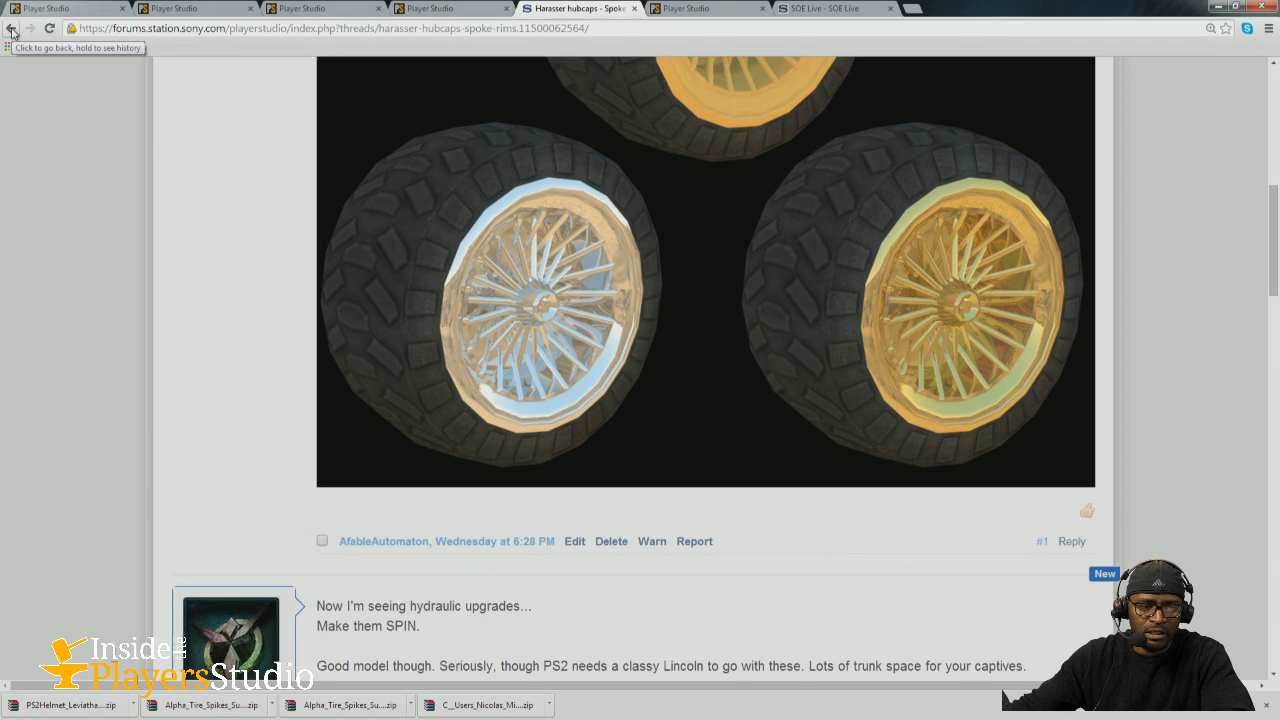 Player Studio
Player Studio
Player Studio
Player Studio
Harasser hubcaps - Spoke
Player Studio
SOE Live - SOE Live
https://forums.station.sony.com/playerstudio/index.php?threads/harasser-hubcaps-spoke-rims.11500062564/
Click to go back, hold to see history
AfableAutomaton, Wednesday at 6:28 PM Edit Delete Warn Report
#1 Reply
New
Now I'm seeing hydraulic upgrades...
Make them SPIN.
Good model though. Seriously, though PS2 needs a classy Lincoln to go with these. Lots of trunk space for your captives.
Inside the
PlayersStudio
PS2Helmet_Leviatha....zip
Alpha_Tire_Spikes_Su....zip
Alpha_Tire_Spikes_Su....zip
C__Users_Nicolas_Mi....zip